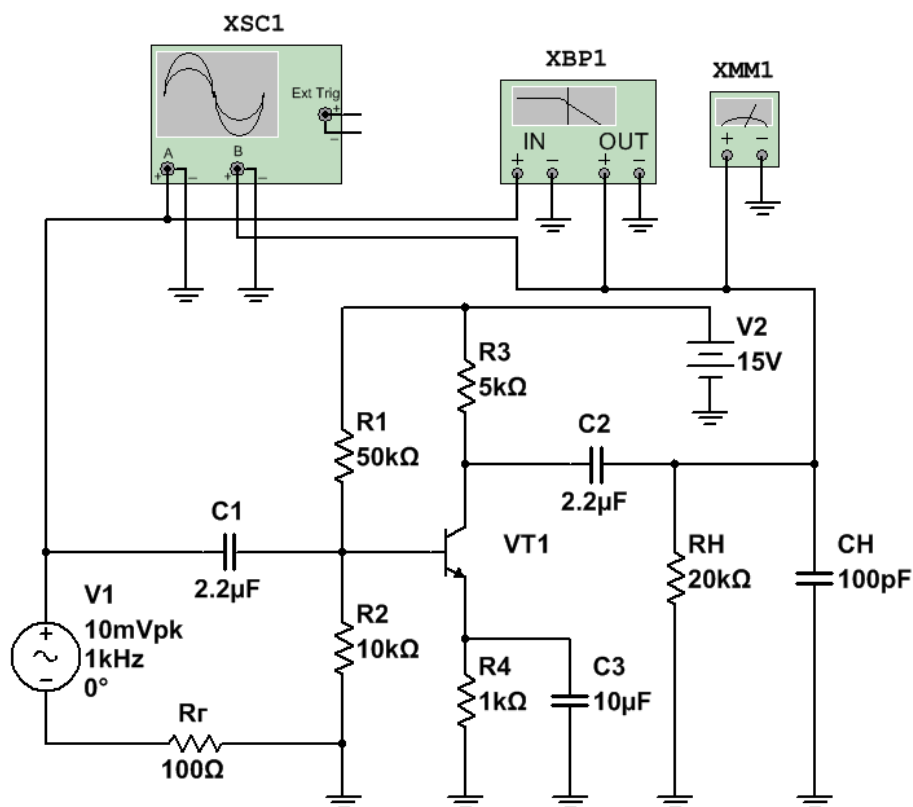 XSC1
XBP1
XMM1
Ext Trig
+
−
A
B
+
−
+
−
IN
OUT
+
−
+
−
+
−
V2
15V
R3
5kΩ
R1
50kΩ
C2
2.2µF
C1
2.2µF
VT1
RH
20kΩ
CH
100pF
V1
10mVpk
1kHz
0°
+
−
R2
10kΩ
R4
1kΩ
C3
10µF
Rг
100Ω